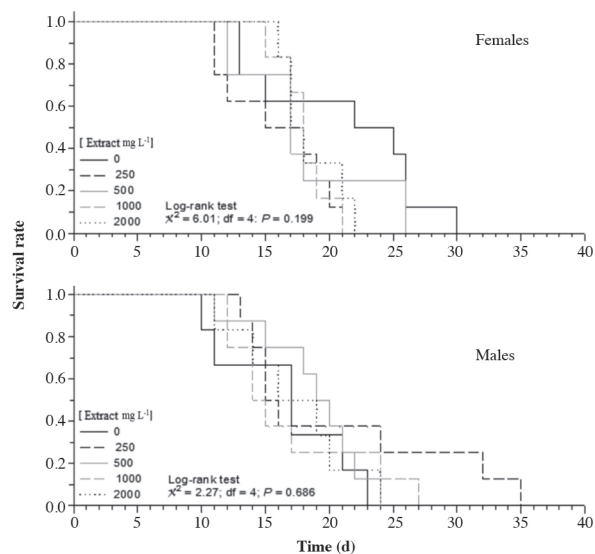 Survival rate
1.0
0.8
0.6
0.4
0.2
0.0
Females
[ Extract mg L-1]
0
250
500
1000
2000
Log-rank test
χ2 = 6.01; df = 4: P = 0.199
0 5 10 15 20 25 30 35 40
1.0
0.8
0.6
0.4
0.2
0.0
Males
[ Extract mg L-1]
0
250
500
1000
2000
Log-rank test
χ2 = 2.27; df = 4; P = 0.686
0 5 10 15 20 25 30 35 40
Time (d)